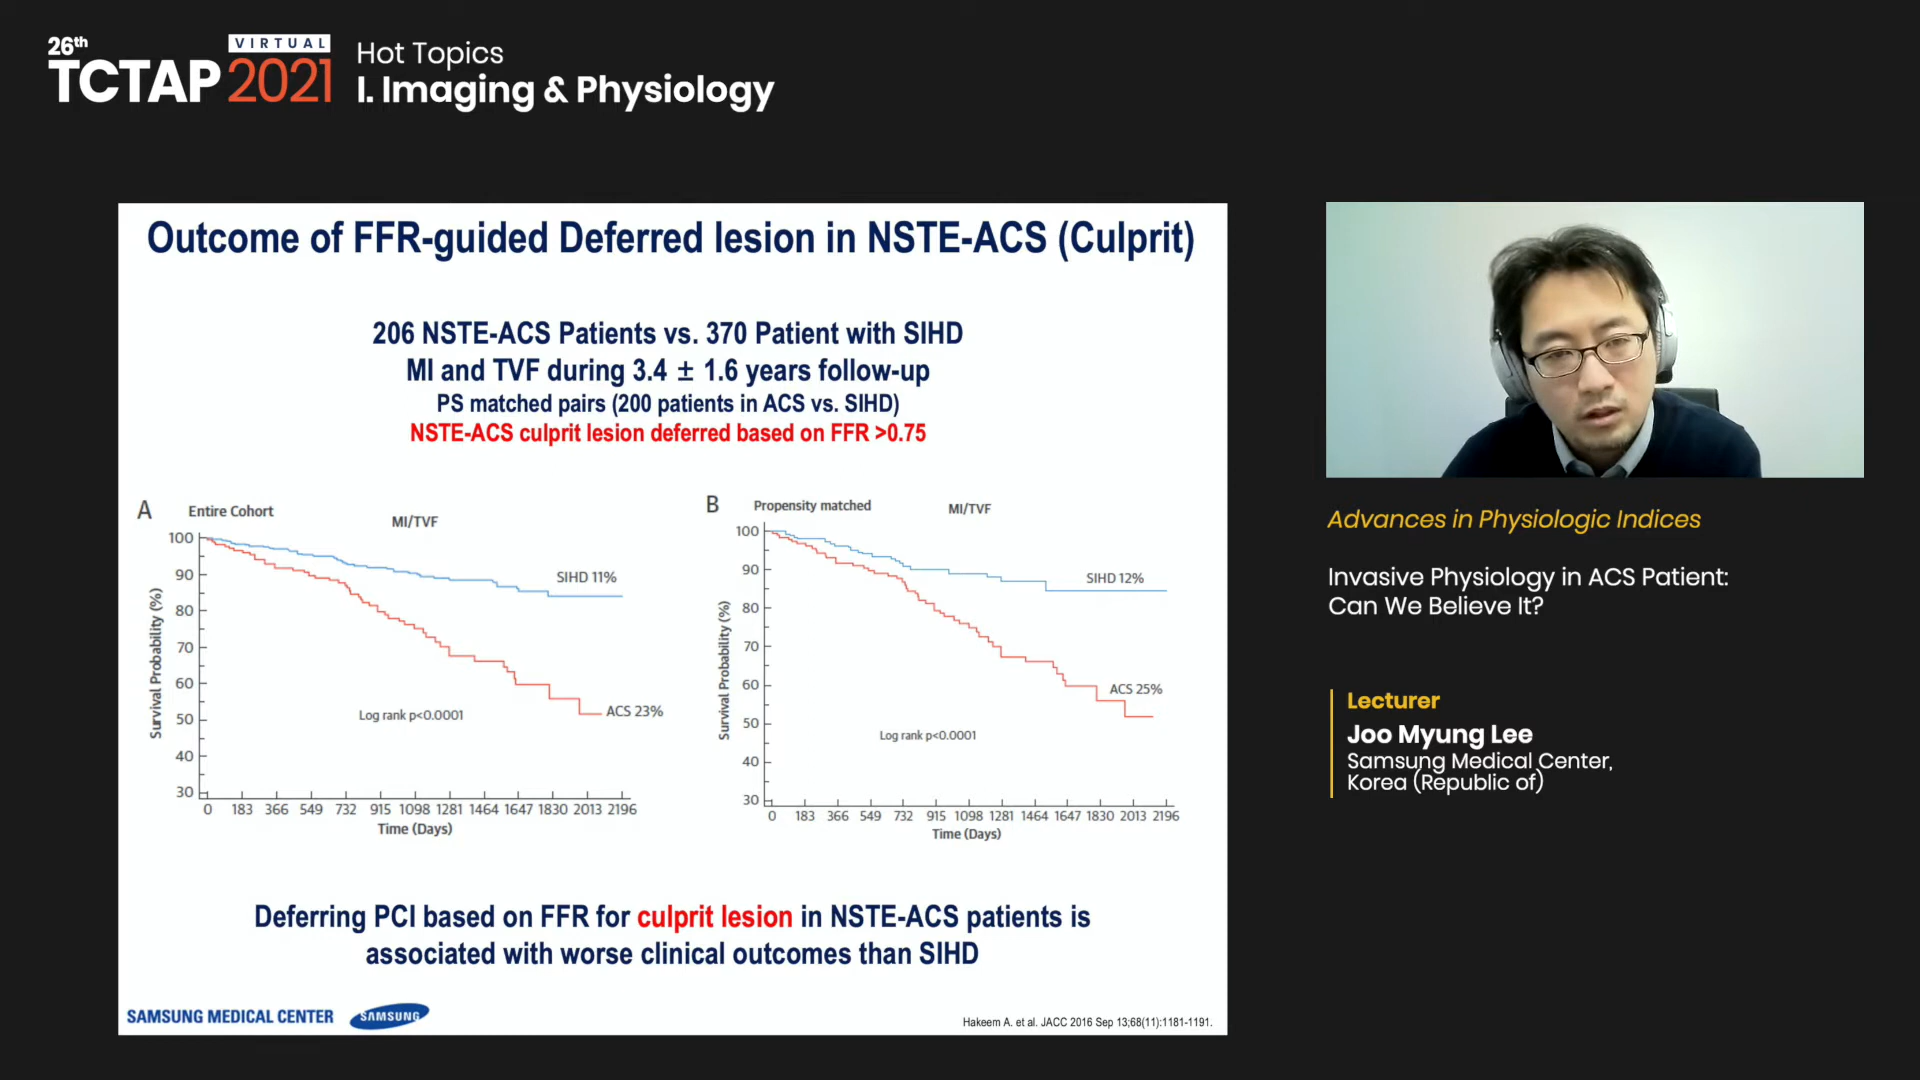 26th
VIRTUAL
TCTAP 2021
Hot Topics
I. Imaging & Physiology
Outcome of FFR-guided Deferred lesion in NSTE-ACS (Culprit)
206 NSTE-ACS Patients vs. 370 Patient with SIHD
MI and TVF during 3.4 ± 1.6 years follow-up
PS matched pairs (200 patients in ACS vs. SIHD)
NSTE-ACS culprit lesion deferred based on FFR >0.75
A
Entire Cohort
MI/TVF
100
90
80
70
60
50
40
30
Survival Probability (%)
SIHD 11%
ACS 23%
Log rank p<0.0001
0 183 366 549 732 915 1098 1281 1464 1647 1830 2013 2196
Time (Days)
B
Propensity matched
MI/TVF
100
90
80
70
60
50
40
30
Survival Probability (%)
SIHD 12%
ACS 25%
Log rank p<0.0001
0 183 366 549 732 915 1098 1281 1464 1647 1830 2013 2196
Time (Days)
Deferring PCI based on FFR for culprit lesion in NSTE-ACS patients is
associated with worse clinical outcomes than SIHD
SAMSUNG MEDICAL CENTER
SAMSUNG
Hakeem A. et al. JACC 2016 Sep 13;68(11):1181-1191.
Advances in Physiologic Indices
Invasive Physiology in ACS Patient:
Can We Believe It?
Lecturer
Joo Myung Lee
Samsung Medical Center,
Korea (Republic of)